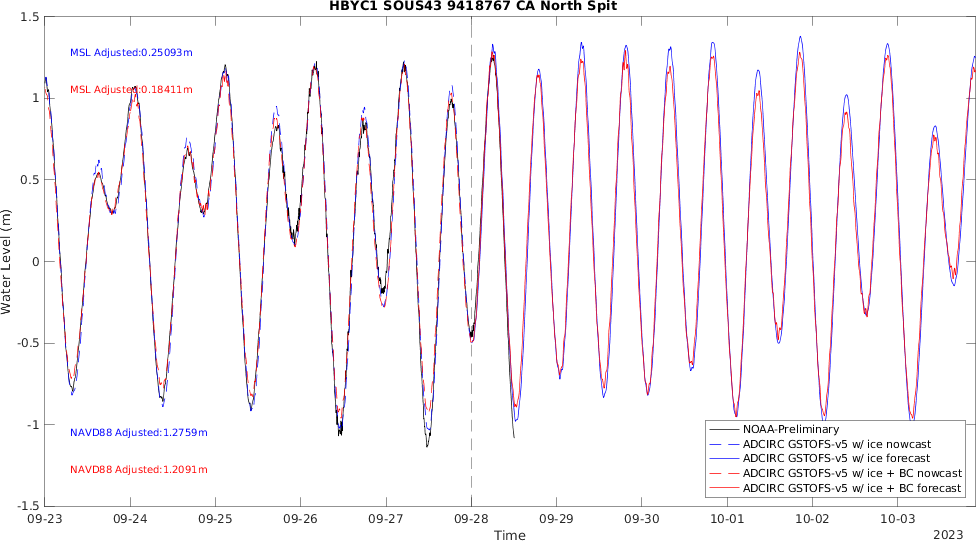 HBYC1 SOUS43 9418767 CA North Spit
1.5
1
0.5
0
-0.5
-1
-1.5
Water Level (m)
MSL Adjusted:0.25093m
MSL Adjusted:0.18411m
NAVD88 Adjusted:1.2759m
NAVD88 Adjusted:1.2091m
NOAA-Preliminary
ADCIRC GSTOFS-v5 w/ ice nowcast
ADCIRC GSTOFS-v5 w/ ice forecast
ADCIRC GSTOFS-v5 w/ ice + BC nowcast
ADCIRC GSTOFS-v5 w/ ice + BC forecast
09-23 09-24 09-25 09-26 09-27 09-28 09-29 09-30 10-01 10-02 10-03
Time
2023